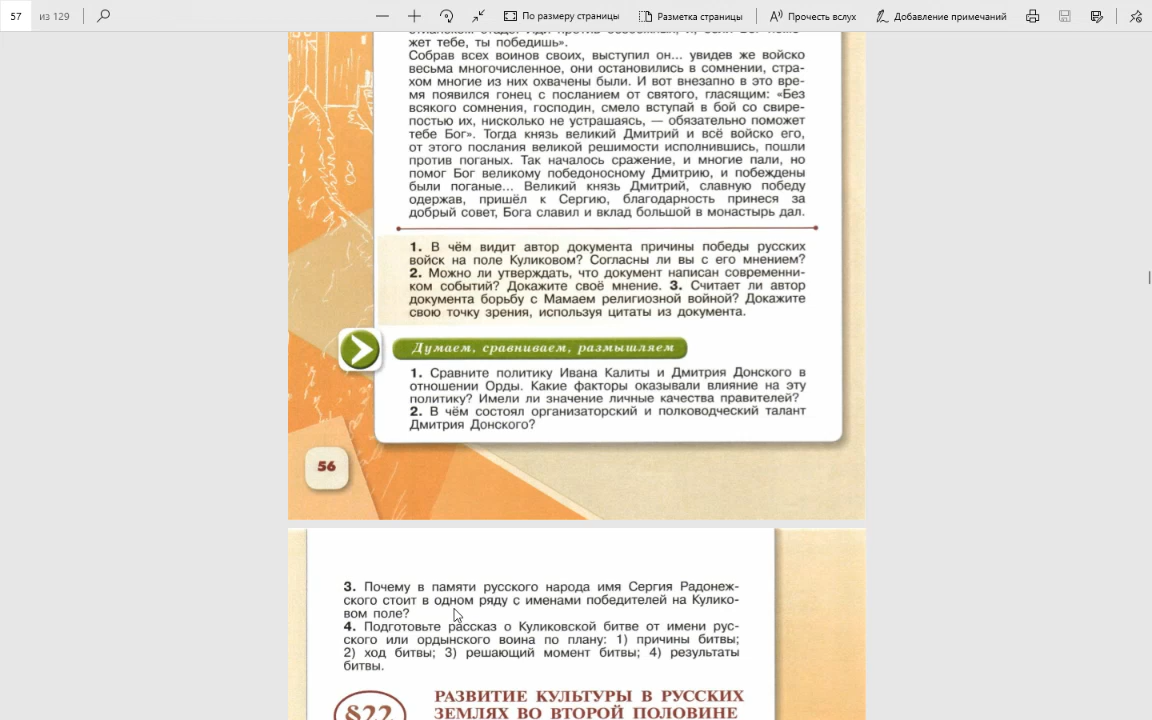 57 из 129
По размеру страницы
Разметка страницы
Прочесть вслух
Добавление примечаний
жет тебе, ты победишь».
Собрав всех воинов своих, выступил он... увидев же войско
весьма многочисленное, они остановились в сомнении, стра-
хом многие из них охвачены были. И вот внезапно в это вре-
мя появился гонец с посланием от святого, гласящим: «Без
всякого сомнения, господин, смело вступай в бой со свире-
постью их, нисколько не устрашаясь, — обязательно поможет
тебе Бог». Тогда князь великий Дмитрий и всё войско его,
от этого послания великой решимости исполнившись, пошли
против поганых. Так началось сражение, и многие пали, но
помог Бог великому победоносному Дмитрию, и побеждены
были поганые... Великий князь Дмитрий, славную победу
одержав, пришёл к Сергию, благодарность принеся за
добрый совет, Бога славил и вклад большой в монастырь дал.
1. В чём видит автор документа причины победы русских
войск на поле Куликовом? Согласны ли вы с его мнением?
2. Можно ли утверждать, что документ написан современни-
ком событий? Докажите своё мнение. 3. Считает ли автор
документа борьбу с Мамаем религиозной войной? Докажите
свою точку зрения, используя цитаты из документа.
Думаем, сравниваем, размышляем
1. Сравните политику Ивана Калиты и Дмитрия Донского в
отношении Орды. Какие факторы оказывали влияние на эту
политику? Имели ли значение личные качества правителей?
2. В чём состоял организаторский и полководческий талант
Дмитрия Донского?
56
3. Почему в памяти русского народа имя Сергия Радонеж-
ского стоит в одном ряду с именами победителей на Кулико-
вом поле?
4. Подготовьте рассказ о Куликовской битве от имени рус-
ского или ордынского воина по плану: 1) причины битвы;
2) ход битвы; 3) решающий момент битвы; 4) результаты
битвы.
§22
РАЗВИТИЕ КУЛЬТУРЫ В РУССКИХ
ЗЕМЛЯХ ВО ВТОРОЙ ПОЛОВИНЕ